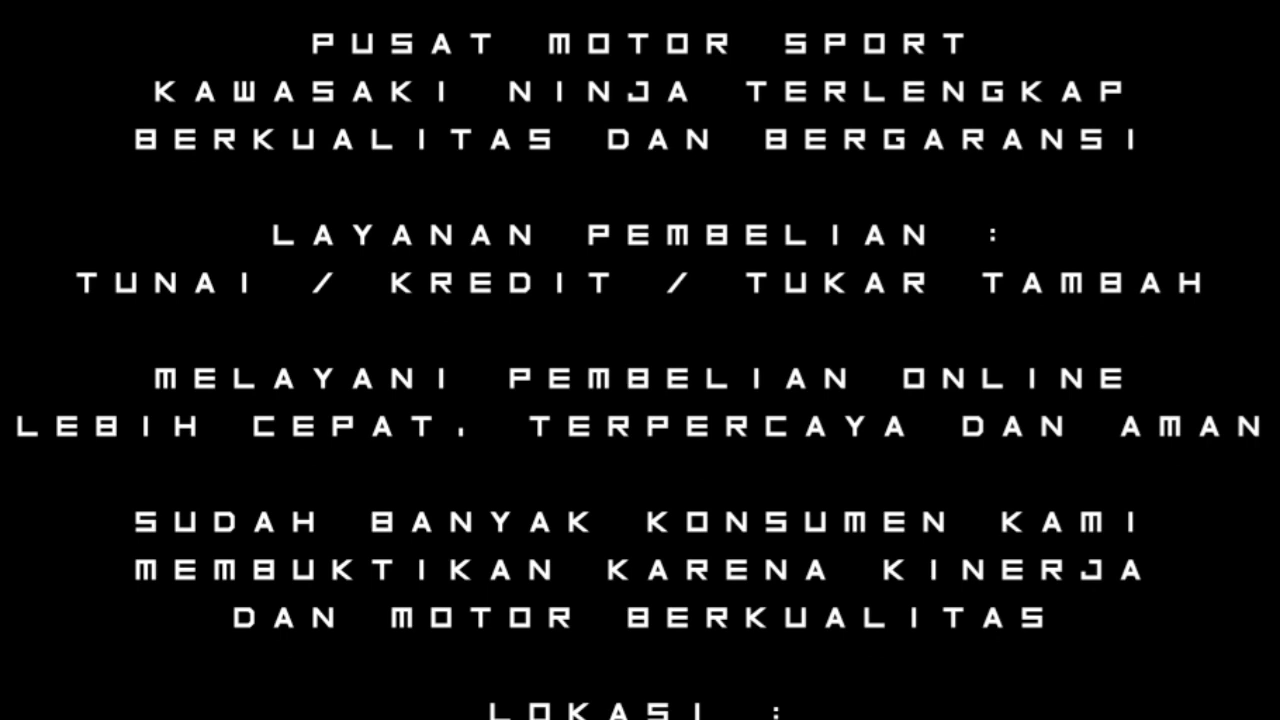 PUSAT MOTOR SPORT
KAWASAKI NINJA TERLENGKAP
BERKUALITAS DAN BERGARANSI
LAYANAN PEMBELIAN :
TUNAI / KREDIT / TUKAR TAMBAH
MELAYANI PEMBELIAN ONLINE
LEBIH CEPAT, TERPERCAYA DAN AMAN
SUDAH BANYAK KONSUMEN KAMI
MEMBUKTIKAN KARENA KINERJA
DAN MOTOR BERKUALITAS
LOKASI :